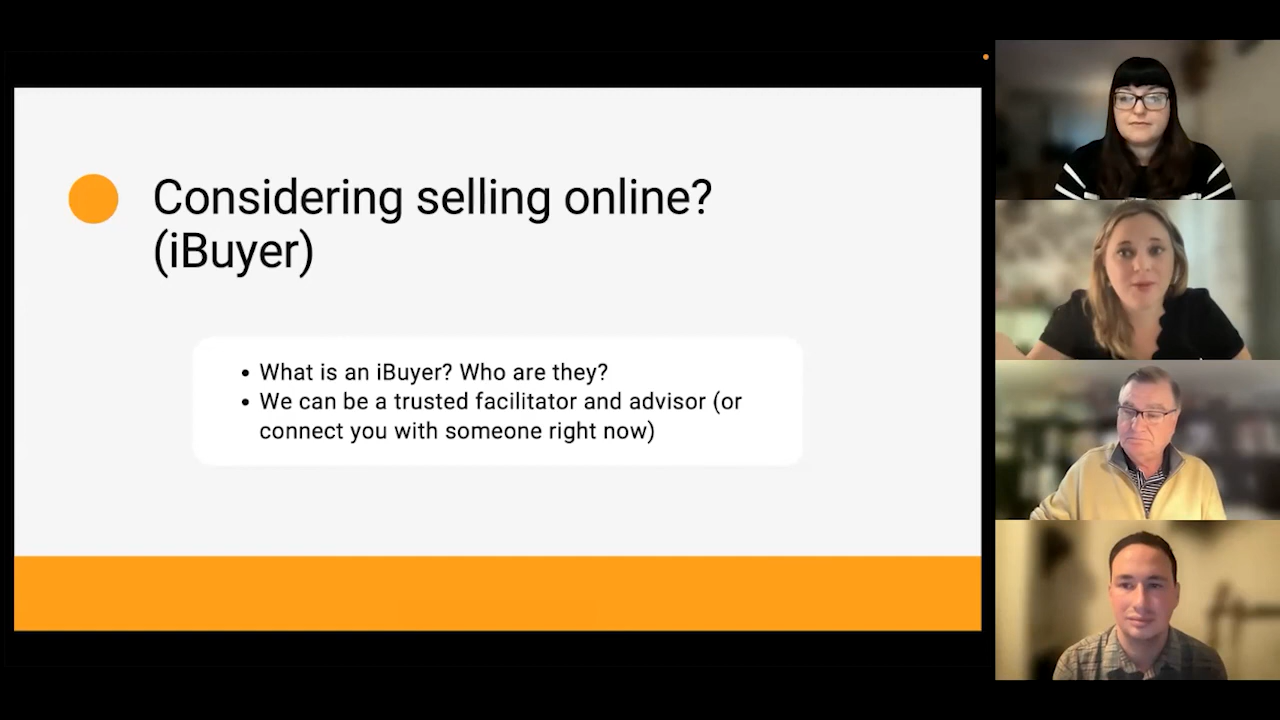 Considering selling online?
(iBuyer)
• What is an iBuyer? Who are they?
• We can be a trusted facilitator and advisor (or
connect you with someone right now)